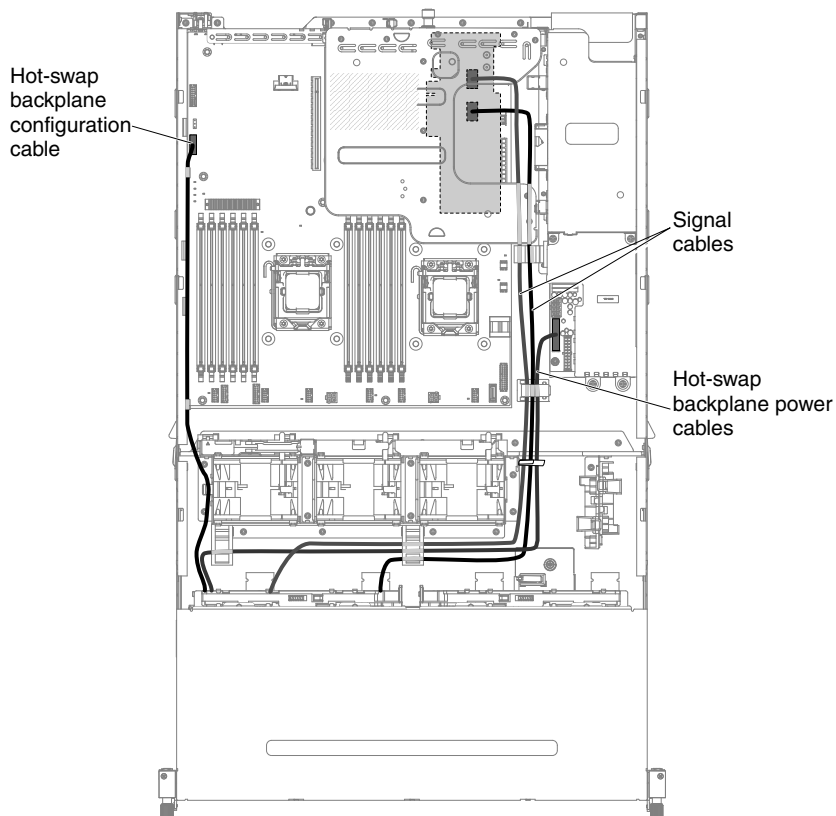 Hot-swap
backplane
configuration
cable
Signal
cables
Hot-swap
backplane power
cables